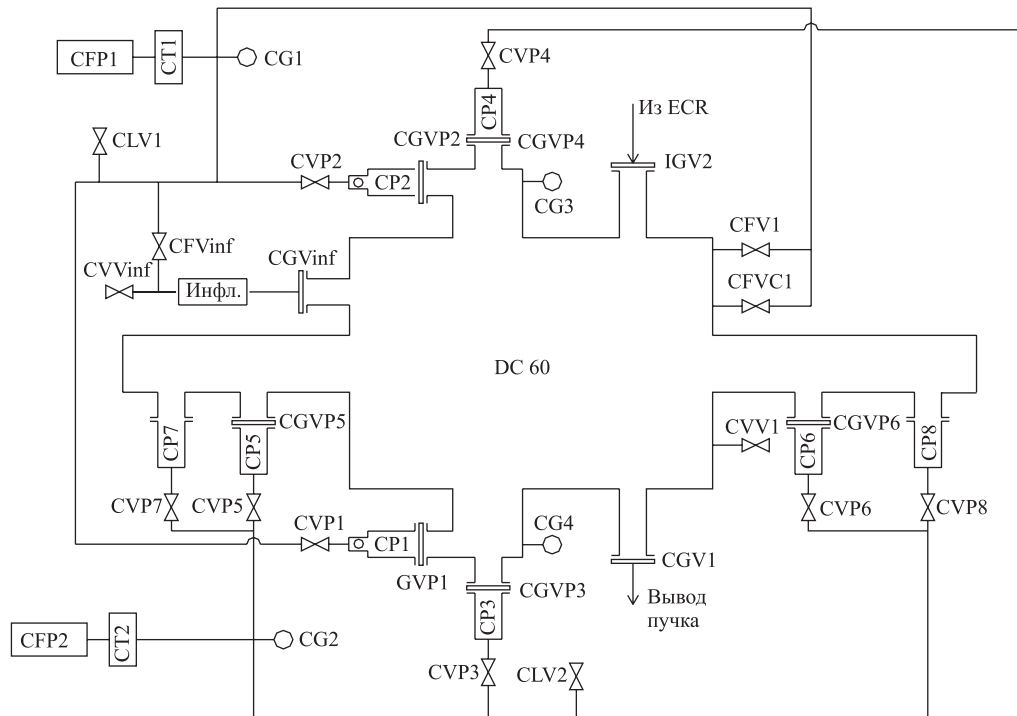 CFP1
CT1
CG1
CVP4
CP4
Из ECR
CLV1
CGVP2
CGVP4
IGV2
CVP2
CP2
CG3
CFV1
CFVinf
CGVinf
CVVinf
Инфл.
CFVC1
DC 60
CP7
CP5
CGVP5
CP6
CGVP6
CP8
CVV1
CVP7
CVP5
CVP6
CVP8
CVP1
CP1
CG4
GVP1
CGVP3
CGV1
CP3
Вывод
пучка
CFP2
CT2
CG2
CVP3
CLV2